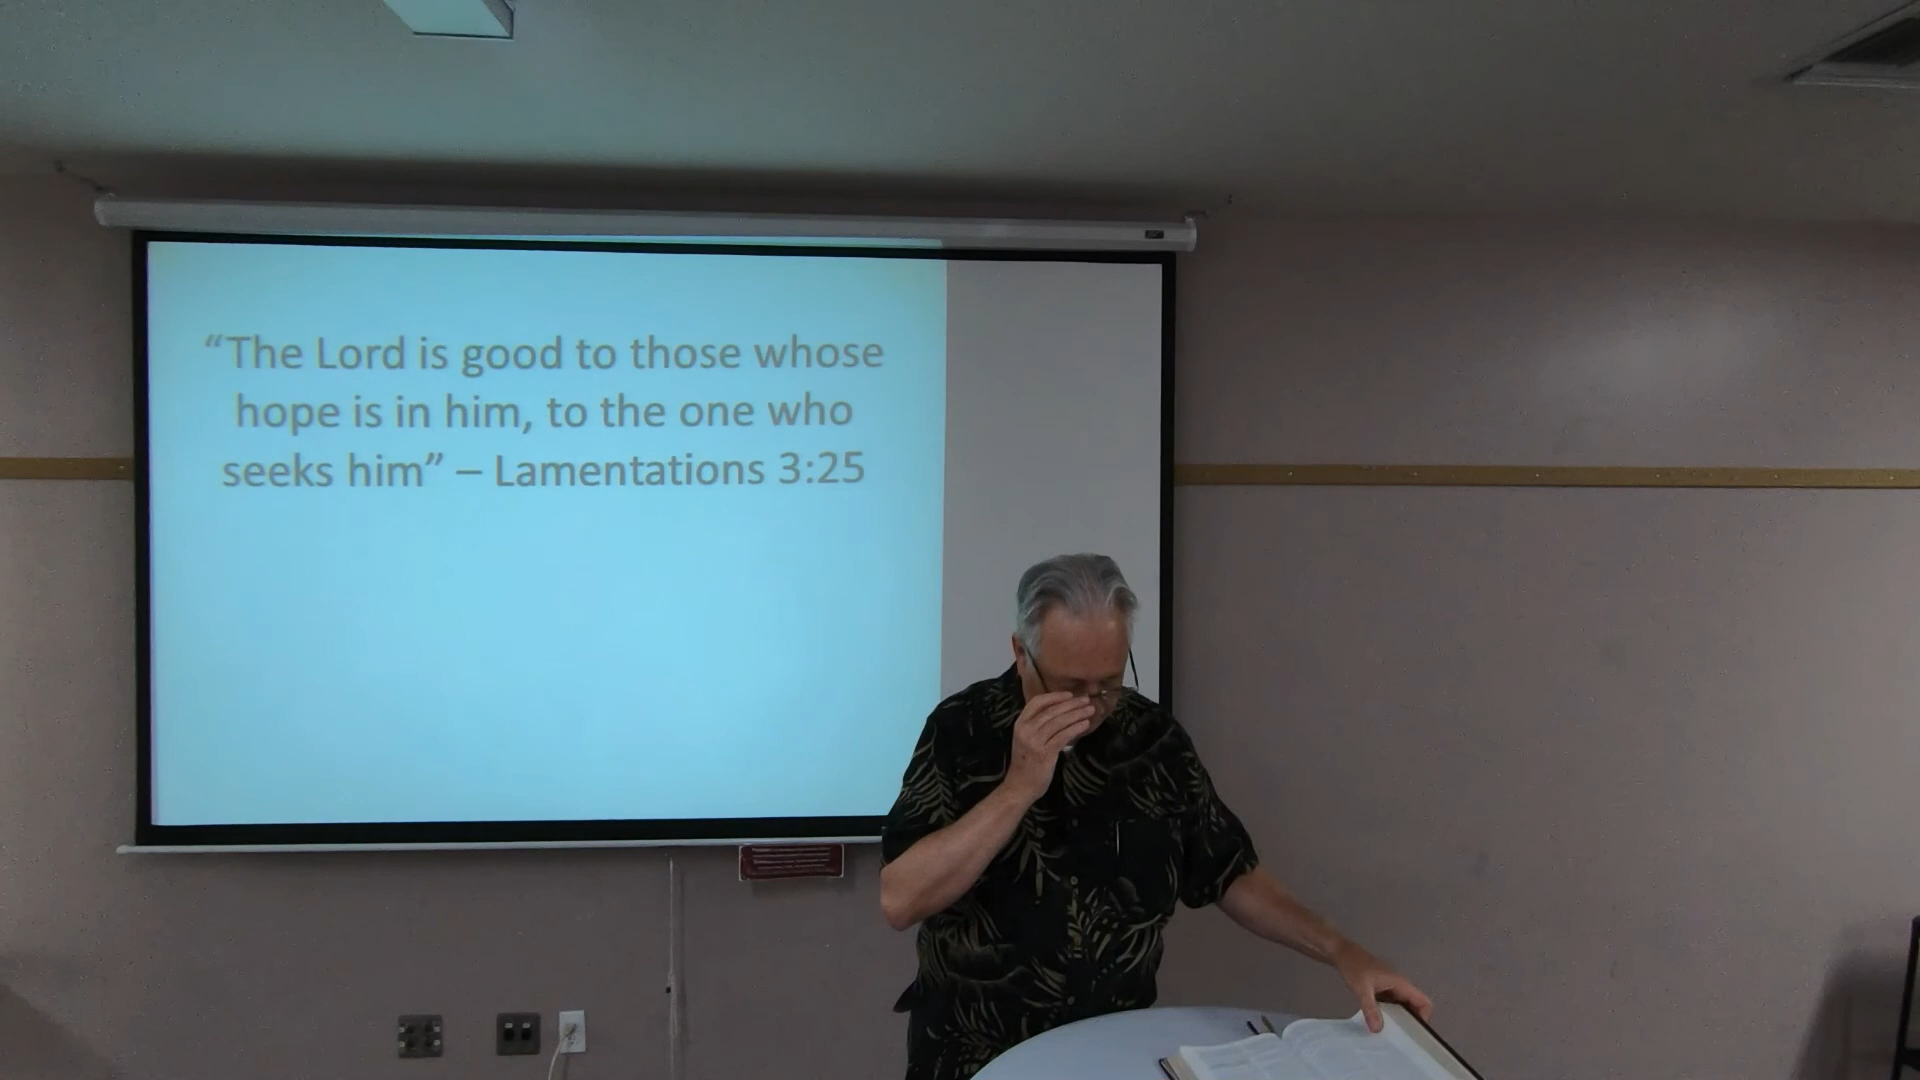 “The Lord is good to those whose
hope is in him, to the one who
seeks him” – Lamentations 3:25